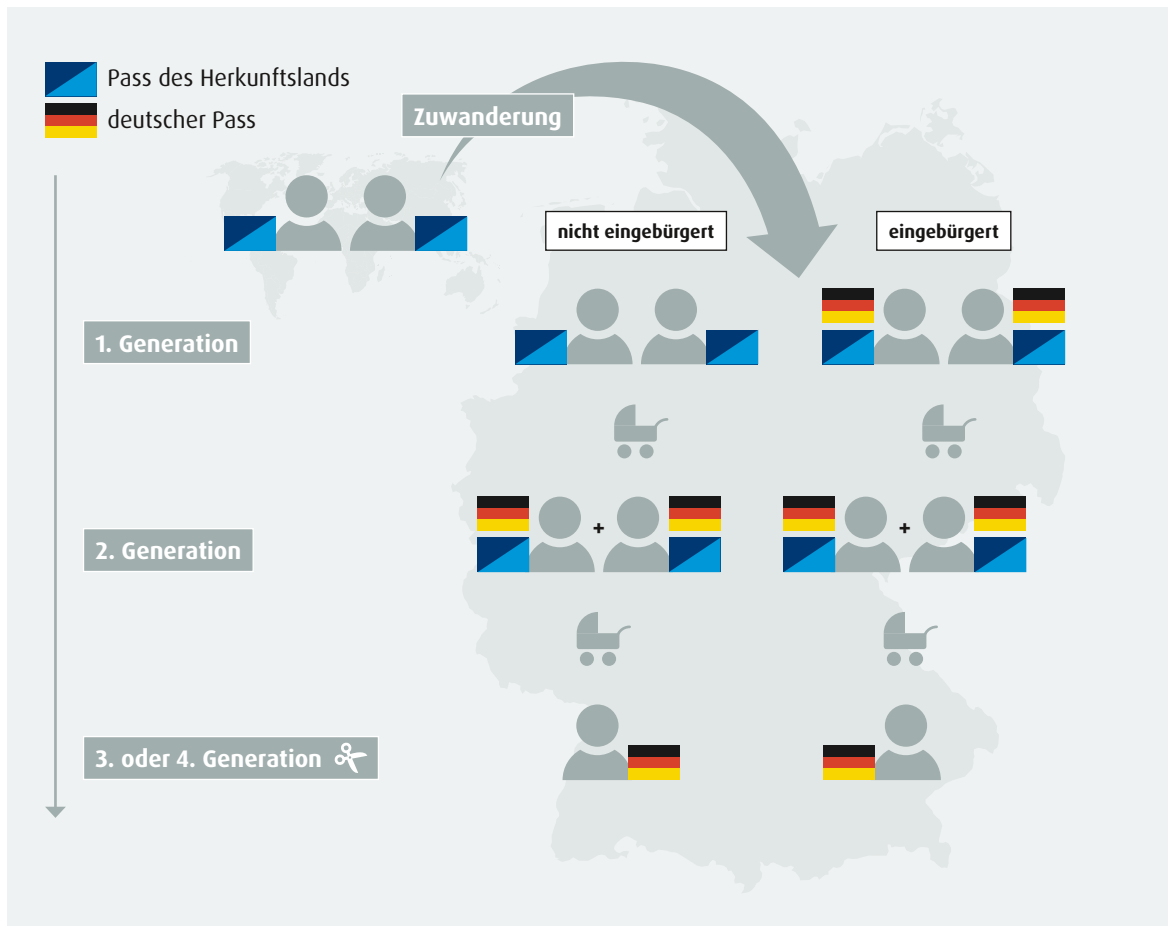 Pass des Herkunftslands
deutscher Pass
Zuwanderung
nicht eingebürgert
eingebürgert
1. Generation
2. Generation
+
+
3. oder 4. Generation